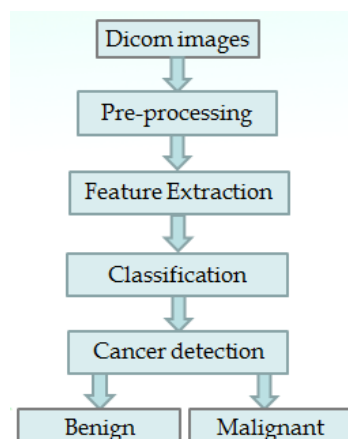 Dicom images
Pre-processing
Feature Extraction
Classification
Cancer detection
Benign
Malignant